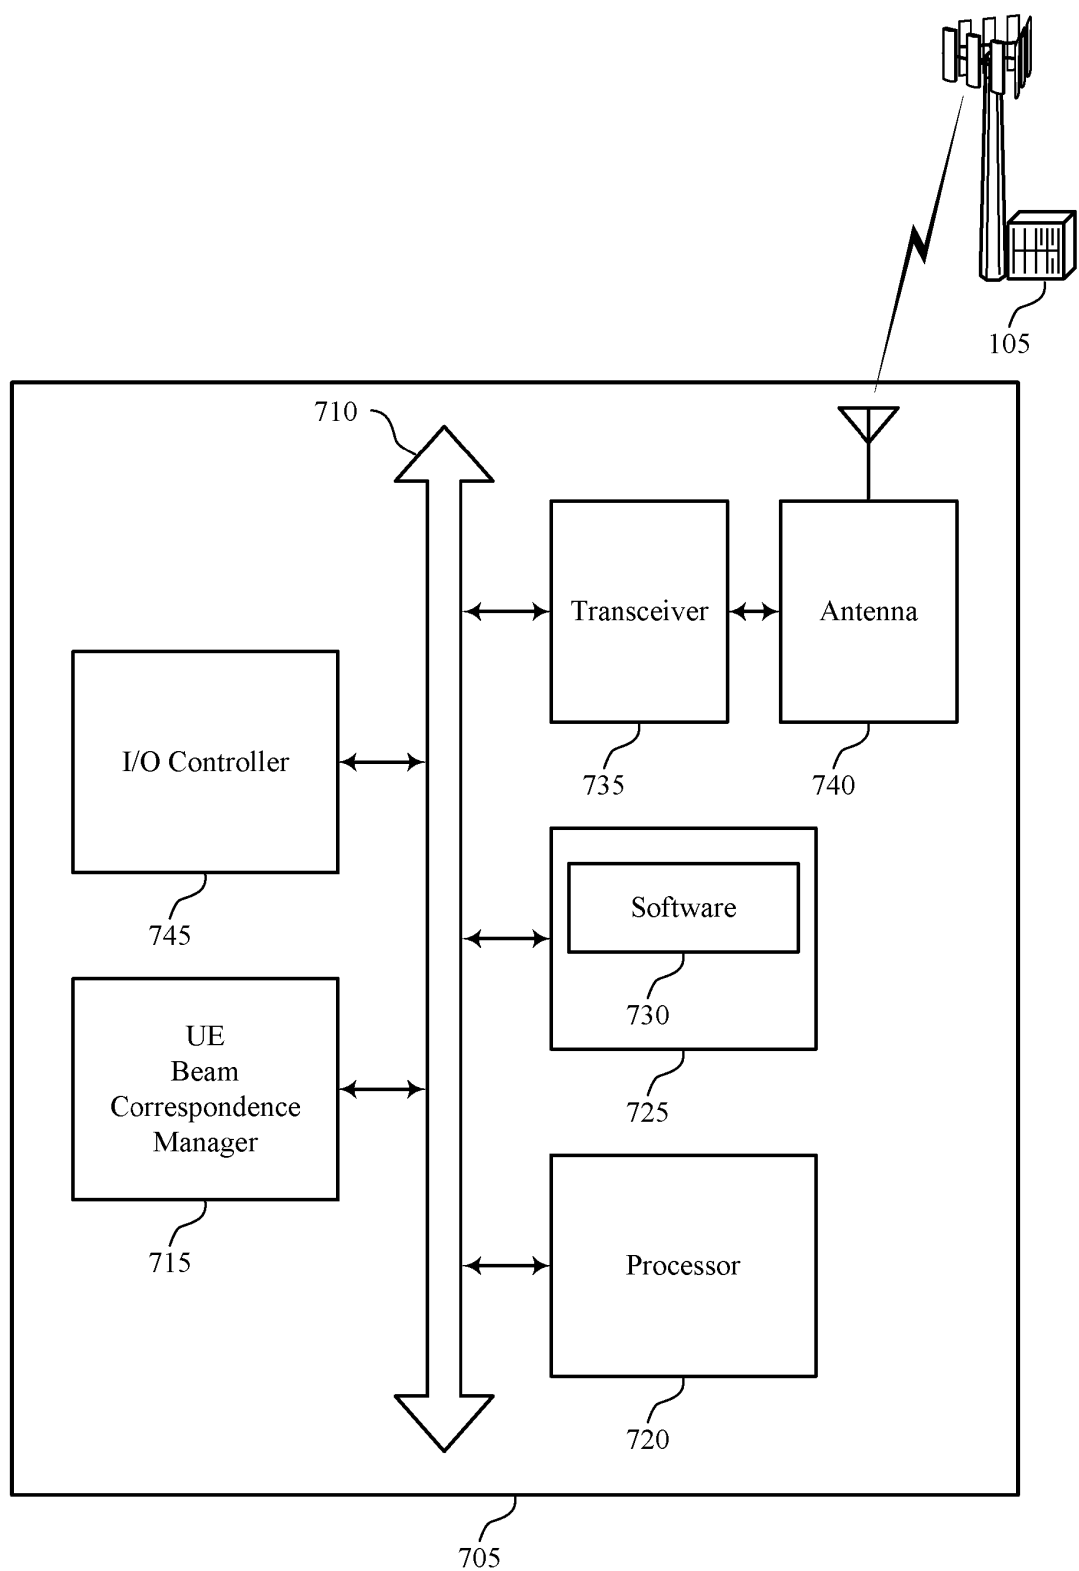 105
710
Transceiver
Antenna
735
740
I/O Controller
745
Software
730
725
UE
Beam
Correspondence
Manager
715
Processor
720
705